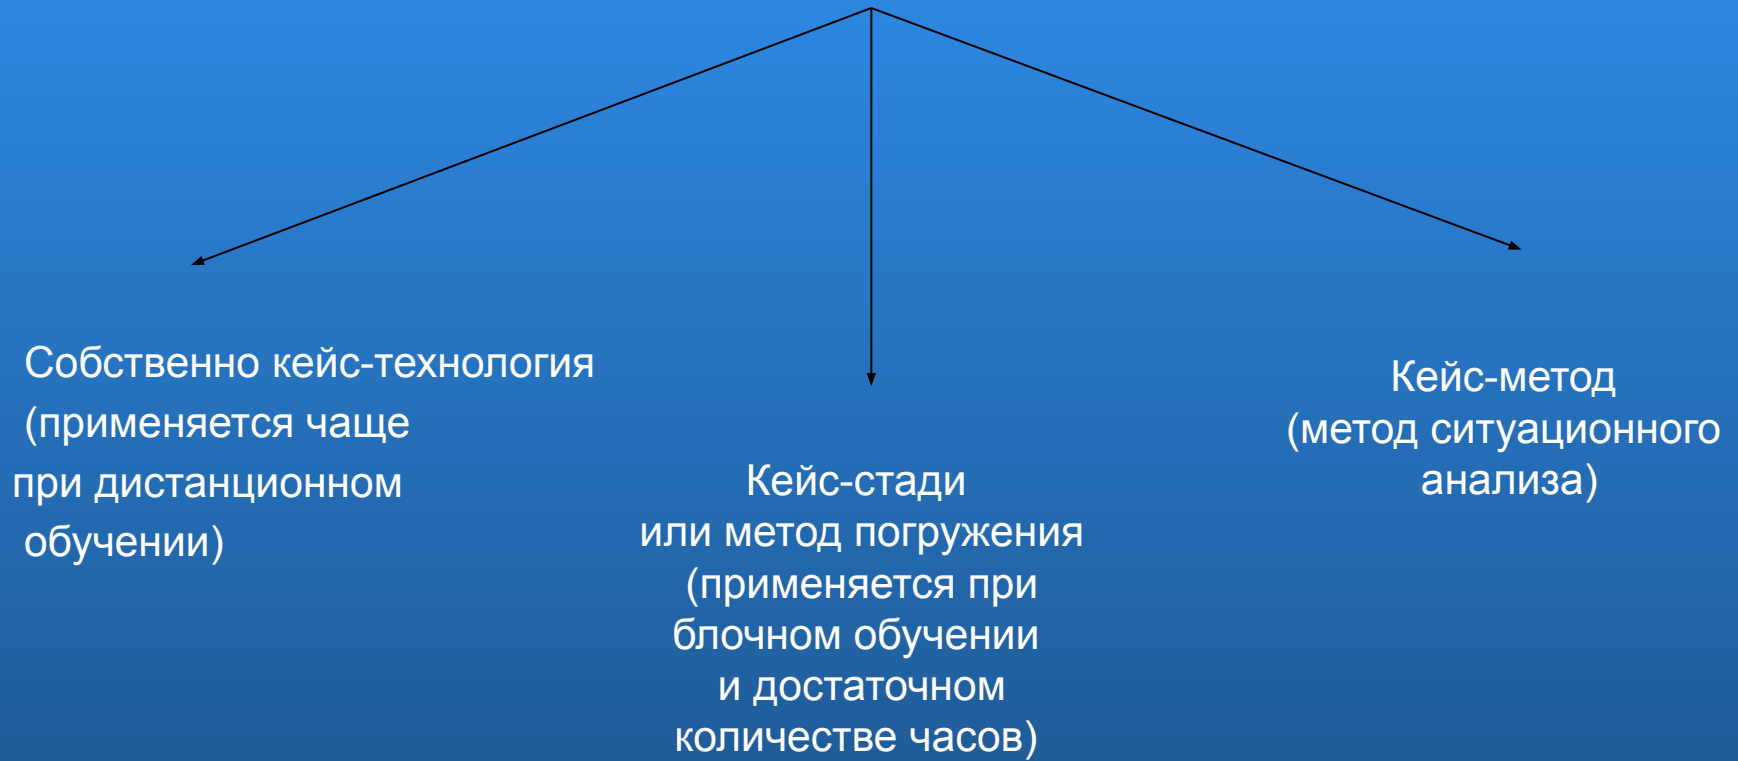 Собственно кейс-технология
(применяется чаще
при дистанционном
обучении)
Кейс-стади
или метод погружения
(применяется при
блочном обучении
и достаточном
количестве часов)
Кейс-метод
(метод ситуационного
анализа)